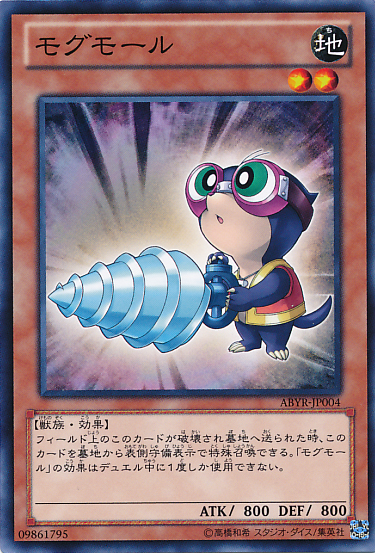 モグモール
地
ABYR-JP004
【獣族・効果】
フィールド上のこのカードが破壊され墓地へ送られた時、この
カードを墓地から表側守備表示で特殊召喚できる。「モグモー
ル」の効果はデュエル中に1度しか使用できない。
ATK/ 800 DEF/ 800
09861795
©高橋和希 スタジオ・ダイス/集英社